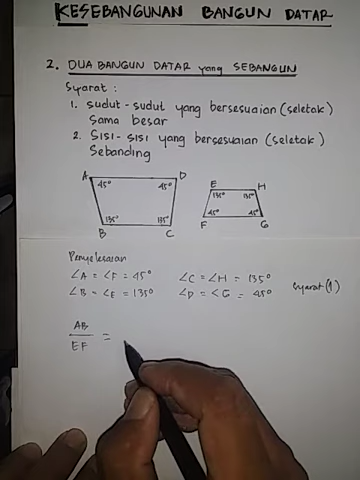 KESEBANGUNAN BANGUN DATAR
2. DUA BANGUN DATAR yang SEBANGUN
Syarat :
1. Sudut - sudut yang bersesuaian (seletak)
sama besar
2. Sisi - sisi yang bersesuaian (seletak)
Sebanding
A D E H
45° 45° 135° 135°
135° 135° 45° 45°
B C F G
Penyelesaian
∠A = ∠F = 45° ∠C = ∠H = 135°
∠B = ∠E = 135° ∠D = ∠G = 45° Syarat (1)
AB
EF =